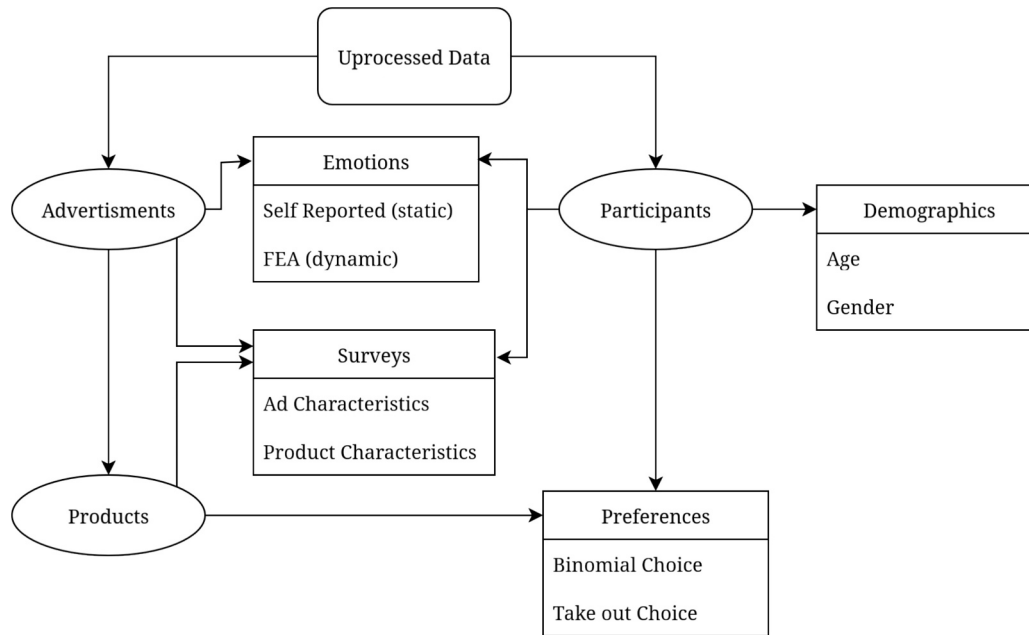 Uprocessed Data
Emotions
Advertisments
Self Reported (static)
FEA (dynamic)
Participants
Demographics
Age
Gender
Surveys
Ad Characteristics
Product Characteristics
Products
Preferences
Binomial Choice
Take out Choice